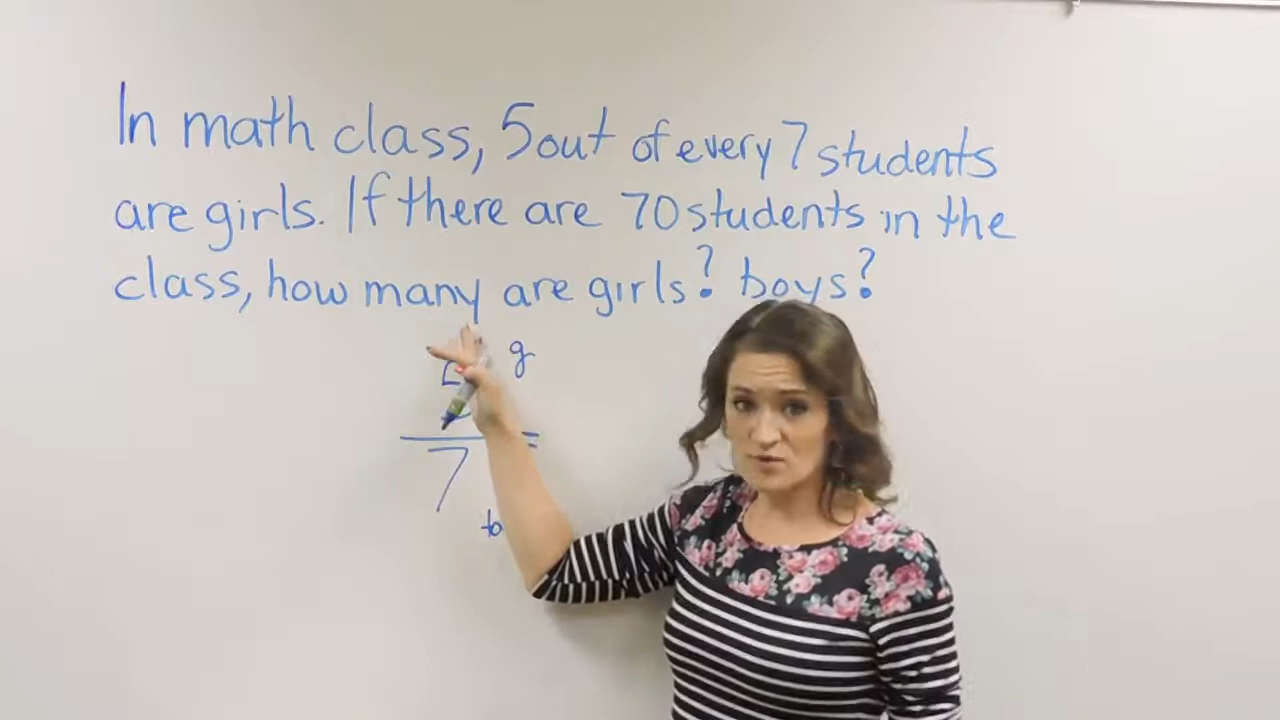 In math class, 5 out of every 7 students
are girls. If there are 70 students in the
class, how many are girls? boys?
g
=
7